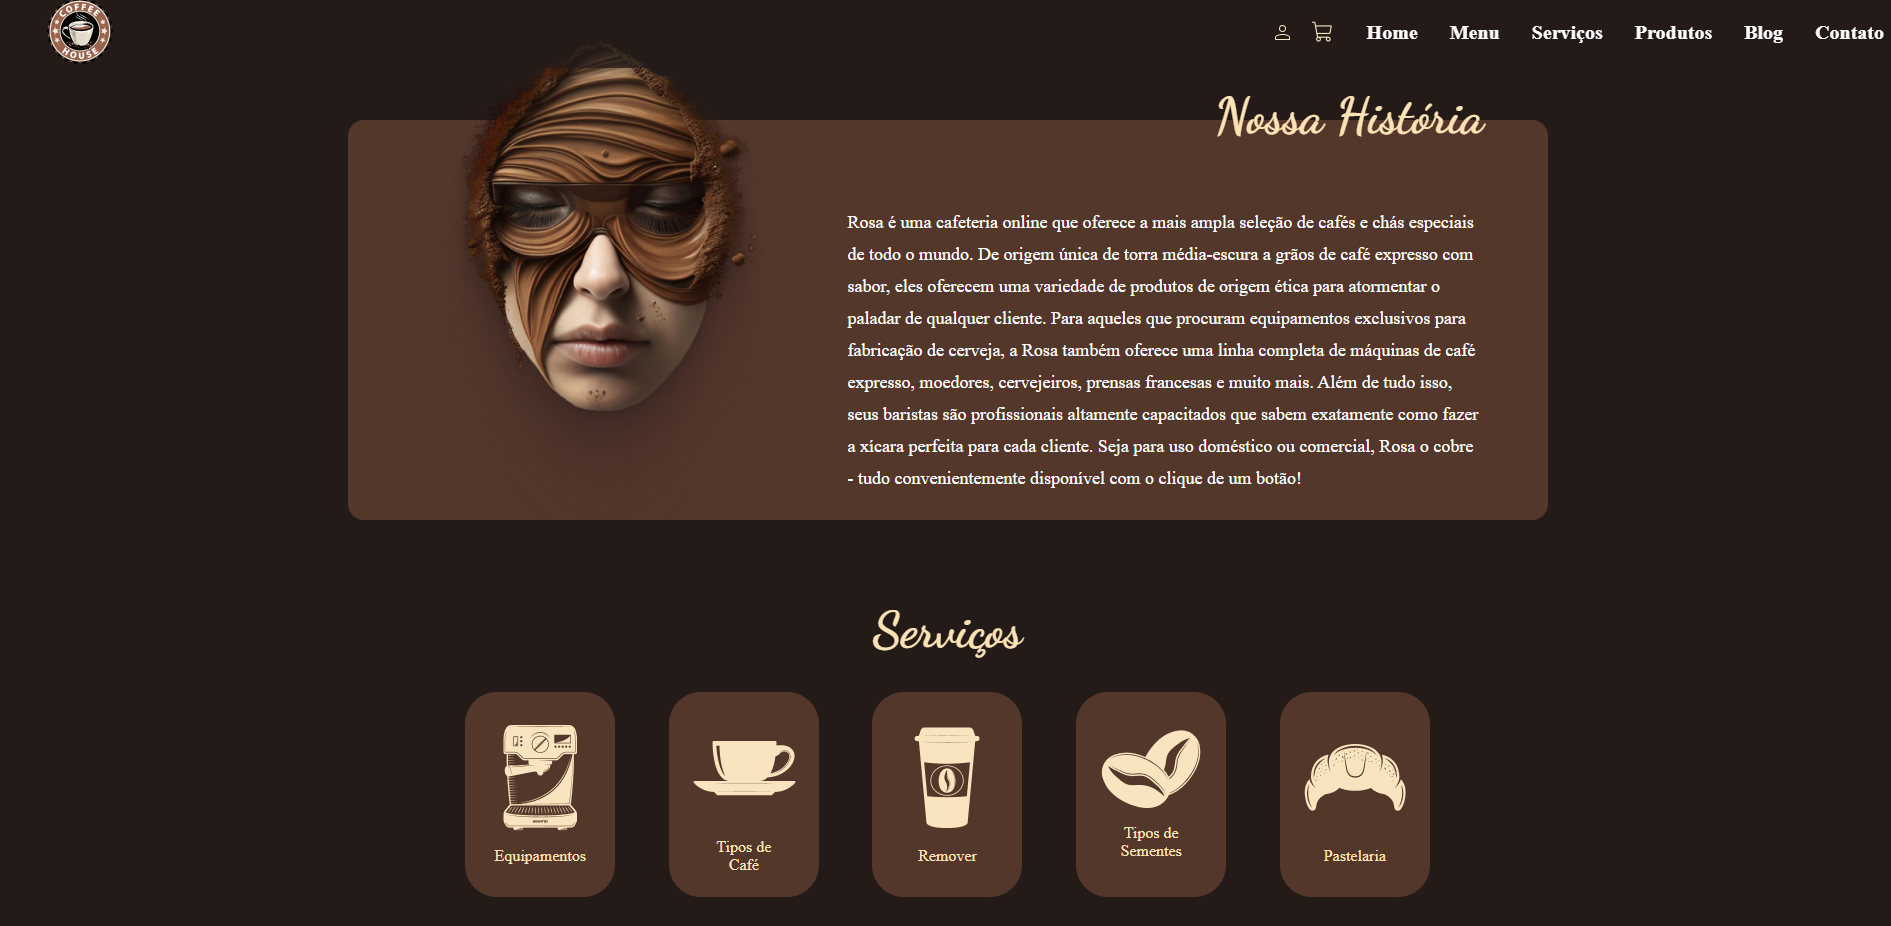 COFFEE
HOUSE
Home Menu Serviços Produtos Blog Contato
Nossa História
Rosa é uma cafeteria online que oferece a mais ampla seleção de cafés e chás especiais
de todo o mundo. De origem única de torra média-escura a grãos de café expresso com
sabor, eles oferecem uma variedade de produtos de origem ética para atormentar o
paladar de qualquer cliente. Para aqueles que procuram equipamentos exclusivos para
fabricação de cerveja, a Rosa também oferece uma linha completa de máquinas de café
expresso, moedores, cervejeiros, prensas francesas e muito mais. Além de tudo isso,
seus baristas são profissionais altamente capacitados que sabem exatamente como fazer
a xícara perfeita para cada cliente. Seja para uso doméstico ou comercial, Rosa o cobre
- tudo convenientemente disponível com o clique de um botão!
Serviços
Equipamentos
Tipos de
Café
Remover
Tipos de
Sementes
Pastelaria